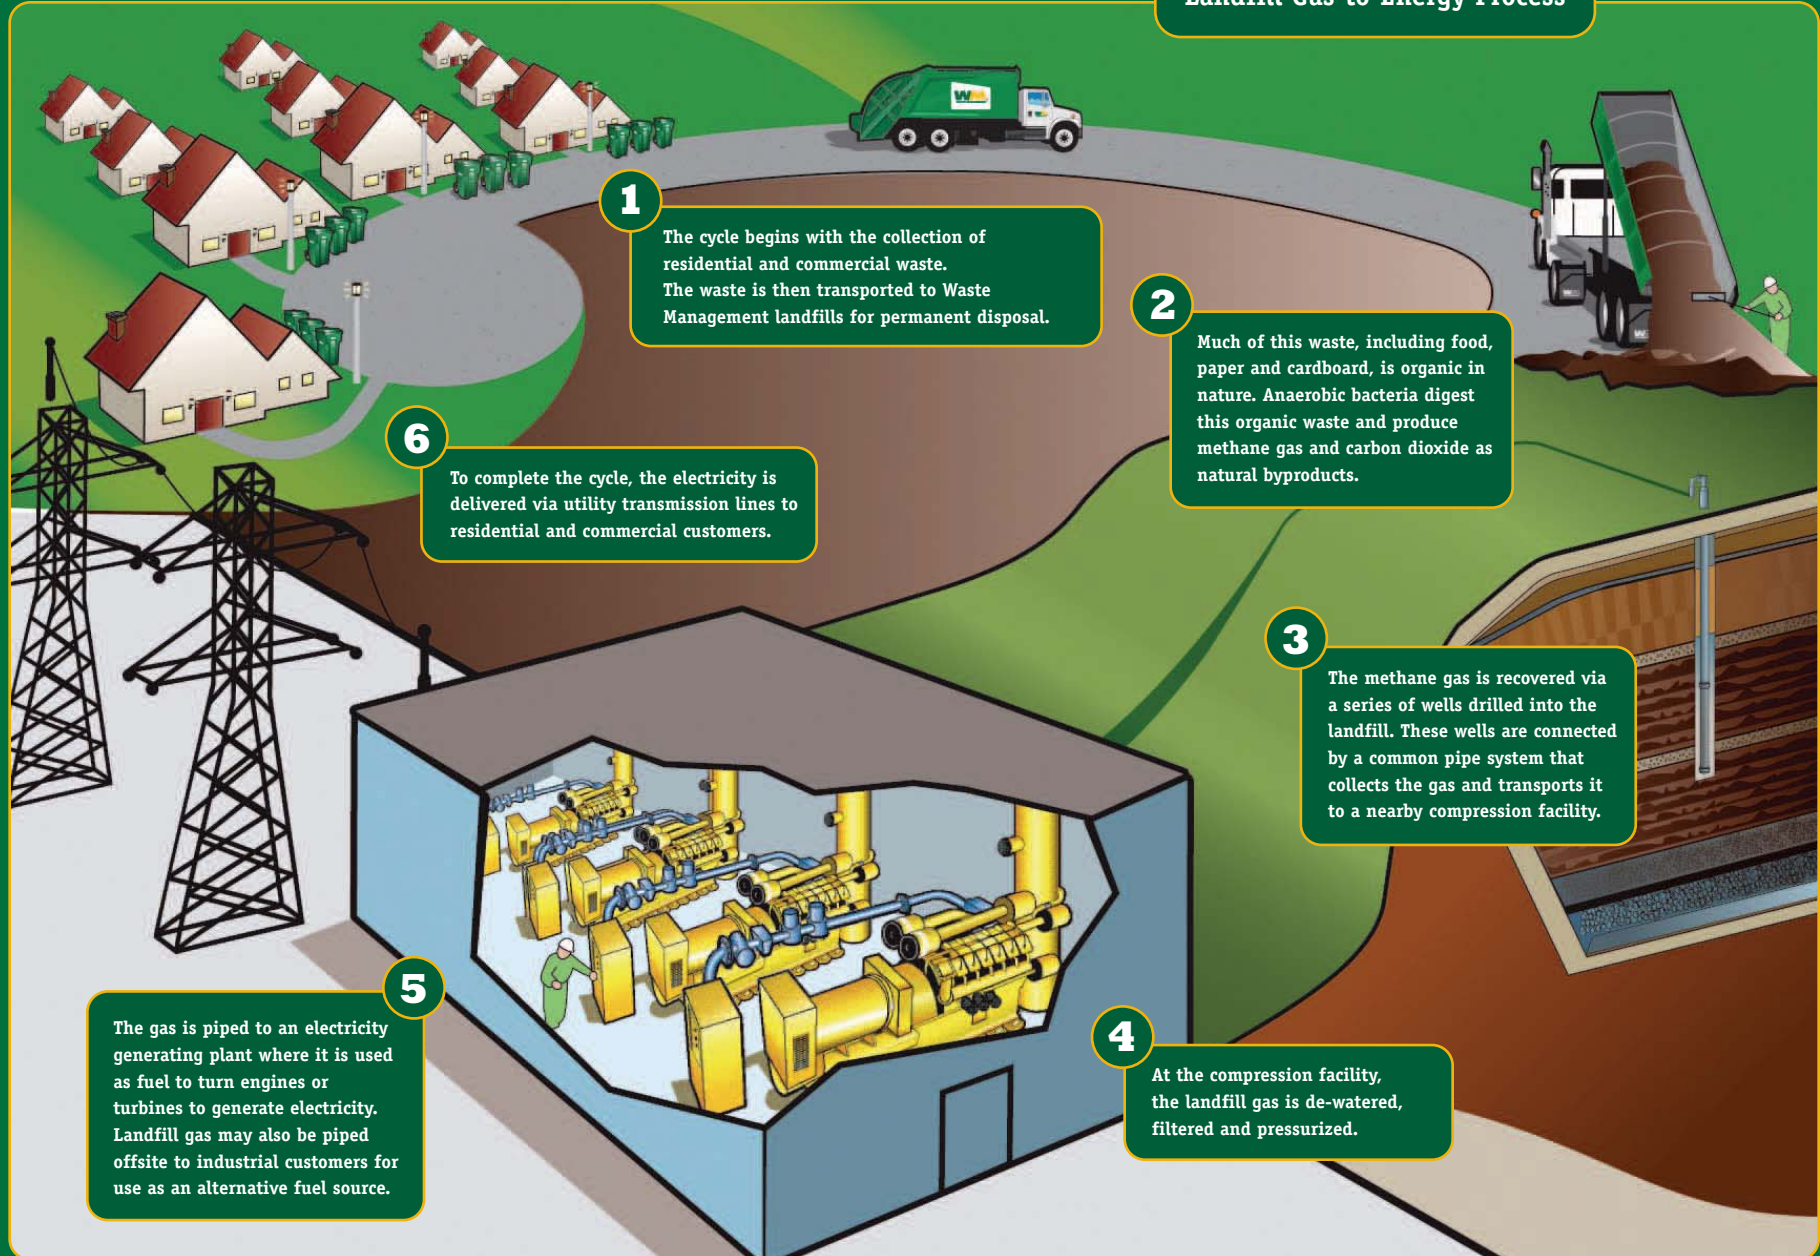 Landfill Gas to Energy Process
WM
1
The cycle begins with the collection of
residential and commercial waste.
The waste is then transported to Waste
Management landfills for permanent disposal.
2
Much of this waste, including food,
paper and cardboard, is organic in
nature. Anaerobic bacteria digest
this organic waste and produce
methane gas and carbon dioxide as
natural byproducts.
6
To complete the cycle, the electricity is
delivered via utility transmission lines to
residential and commercial customers.
3
The methane gas is recovered via
a series of wells drilled into the
landfill. These wells are connected
by a common pipe system that
collects the gas and transports it
to a nearby compression facility.
5
The gas is piped to an electricity
generating plant where it is used
as fuel to turn engines or
turbines to generate electricity.
Landfill gas may also be piped
offsite to industrial customers for
use as an alternative fuel source.
4
At the compression facility,
the landfill gas is de-watered,
filtered and pressurized.